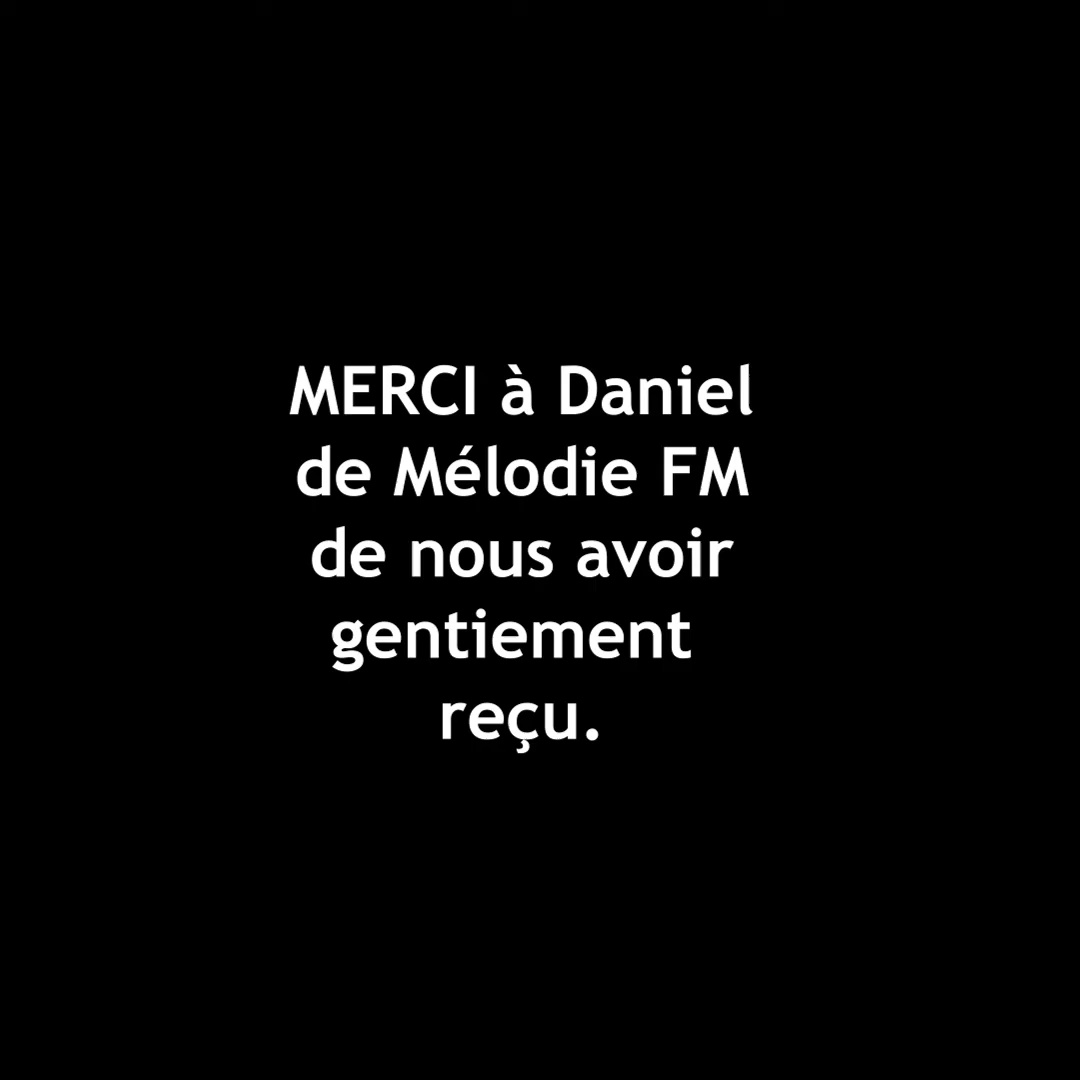 MERCI à Daniel
de Mélodie FM
de nous avoir
gentiement
reçu.